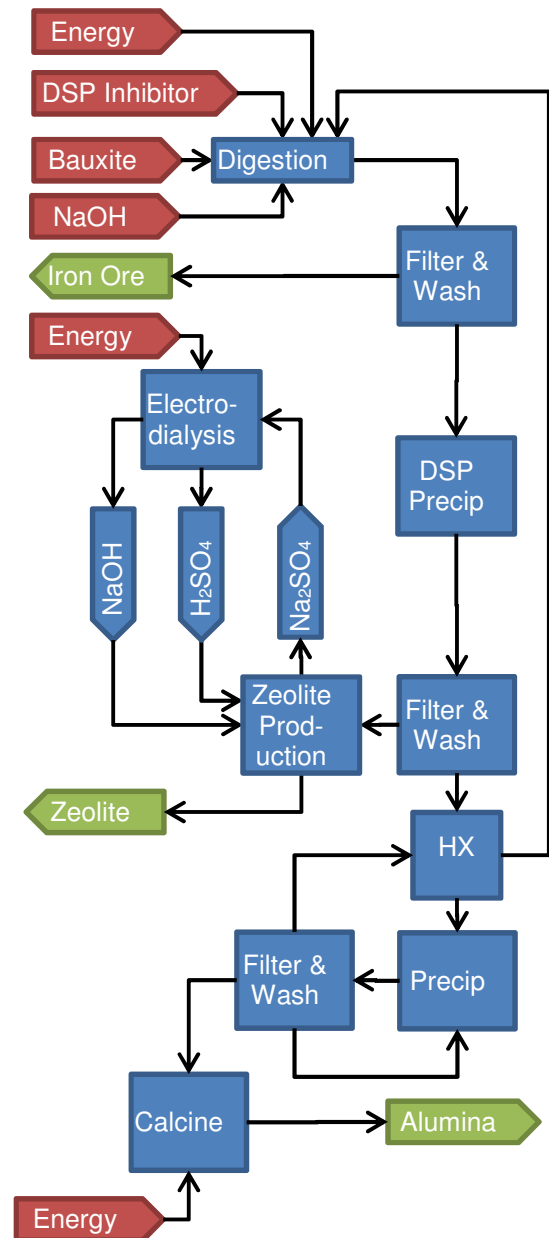 Energy
DSP Inhibitor
Bauxite
Digestion
NaOH
Filter &
Wash
Iron Ore
Energy
Electro-
dialysis
DSP
Precip
NaOH
H₂SO₄
Na₂SO₄
Zeolite
Prod-
uction
Filter &
Wash
Zeolite
HX
Filter &
Wash
Precip
Calcine
Alumina
Energy